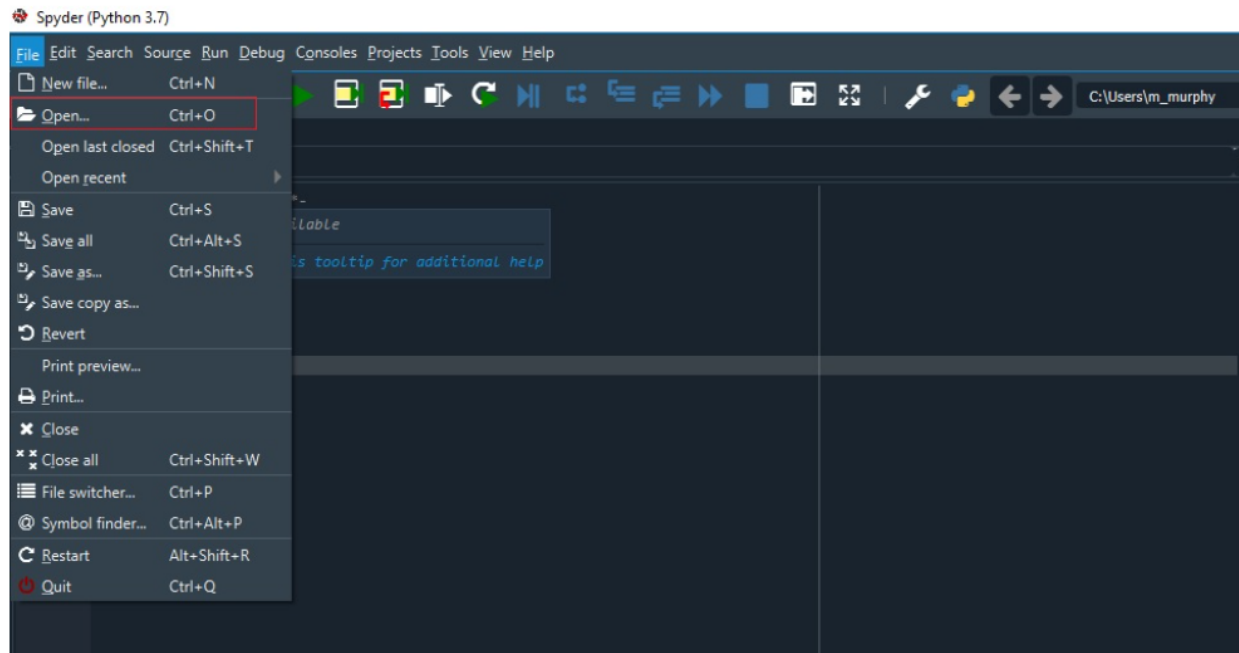 Spyder (Python 3.7)
File Edit Search Source Run Debug Consoles Projects Tools View Help
New file... Ctrl+N
C:\Users\m_murphy
Open... Ctrl+O
Open last closed Ctrl+Shift+T
Open recent
Save Ctrl+S
ilable
Save all Ctrl+Alt+S
is tooltip for additional help
Save as... Ctrl+Shift+S
Save copy as...
Revert
Print preview...
Print...
Close
Close all Ctrl+Shift+W
File switcher... Ctrl+P
@ Symbol finder... Ctrl+Alt+P
Restart Alt+Shift+R
Quit Ctrl+Q